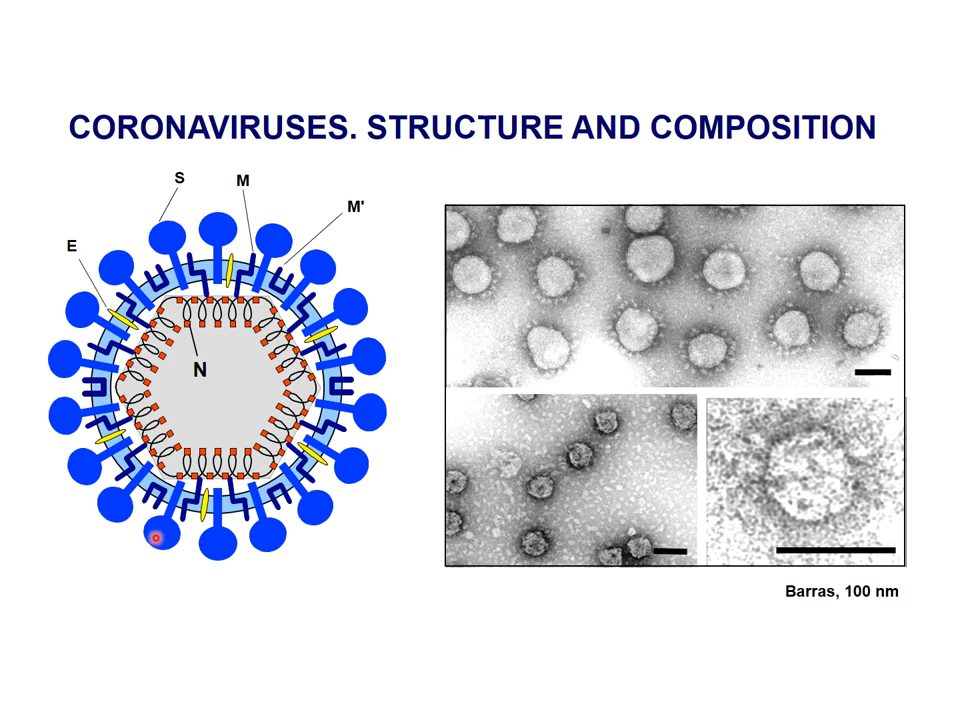 CORONAVIRUSES. STRUCTURE AND COMPOSITION
S
M
M'
E
N
Barras, 100 nm